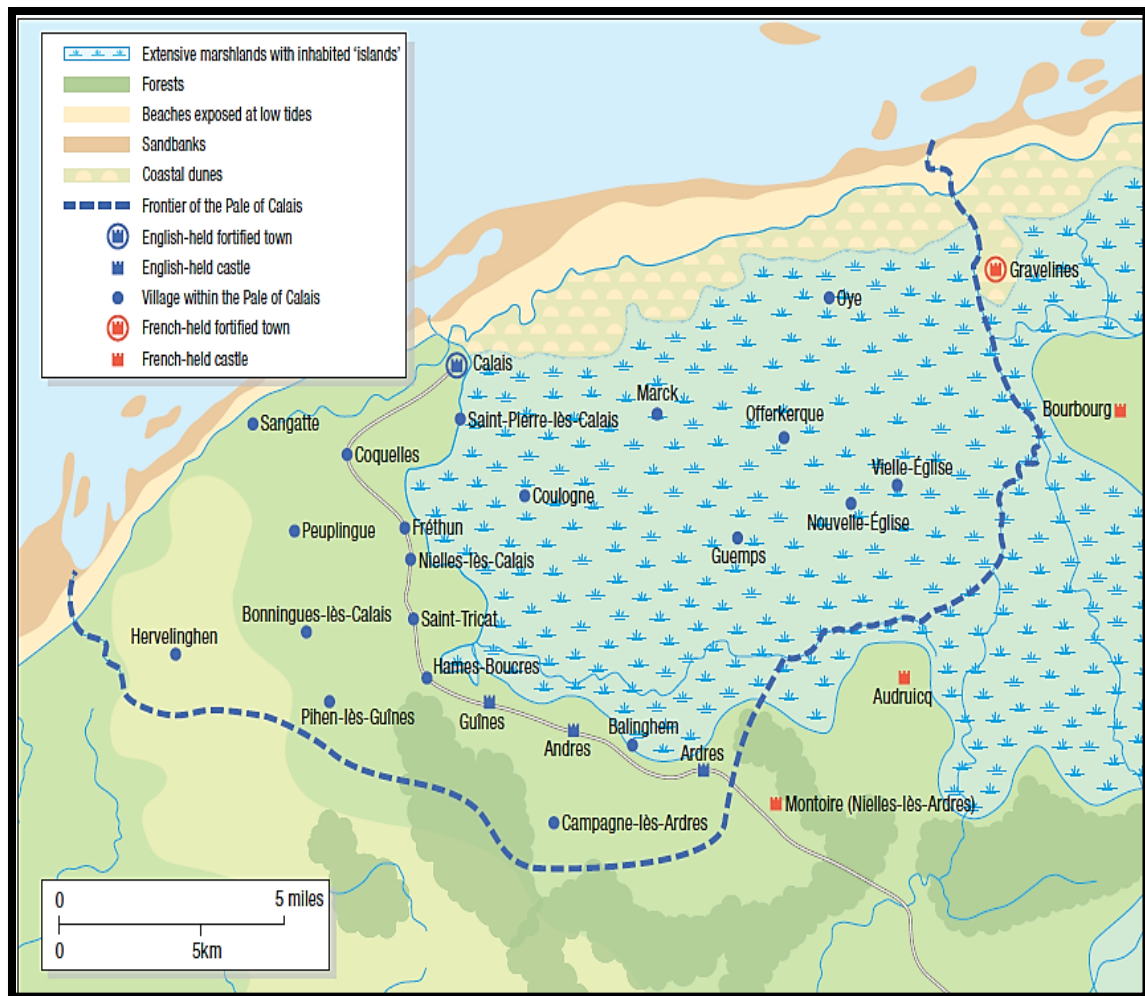 Extensive marshlands with inhabited ‘islands’
Forests
Beaches exposed at low tides
Sandbanks
Coastal dunes
Frontier of the Pale of Calais
English-held fortified town
English-held castle
Village within the Pale of Calais
French-held fortified town
French-held castle
Gravelines
Oye
Calais
Marck
Offerkerque
Bourbourg
Sangatte
Saint-Pierre-lès-Calais
Coquelles
Vielle-Église
Coulogne
Nouvelle-Église
Peuplingue
Fréthun
Guemps
Nielles-lès-Calais
Bonningues-lès-Calais
Saint-Tricat
Hervelinghen
Hames-Boucres
Audruicq
Pihen-lès-Guînes
Guînes
Balinghem
Andres
Ardres
Montoire (Nielles-lès-Ardres)
Campagne-lès-Ardres
0 5 miles
0 5km